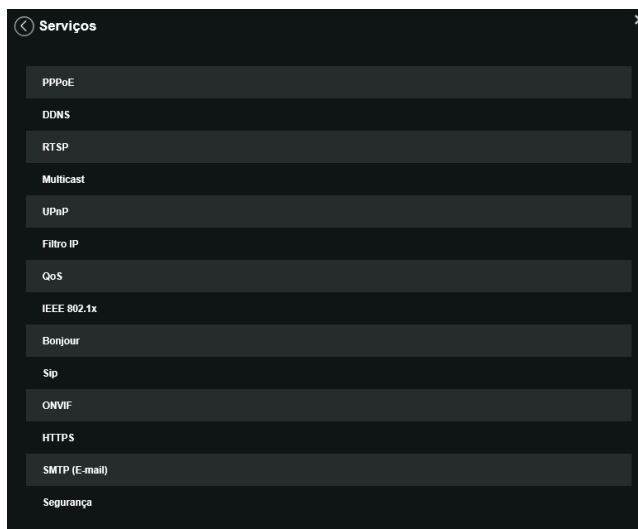 Serviços
PPPoE
DDNS
RTSP
Multicast
UPnP
Filtro IP
QoS
IEEE 802.1x
Bonjour
Sip
ONVIF
HTTPS
SMTP (E-mail)
Segurança